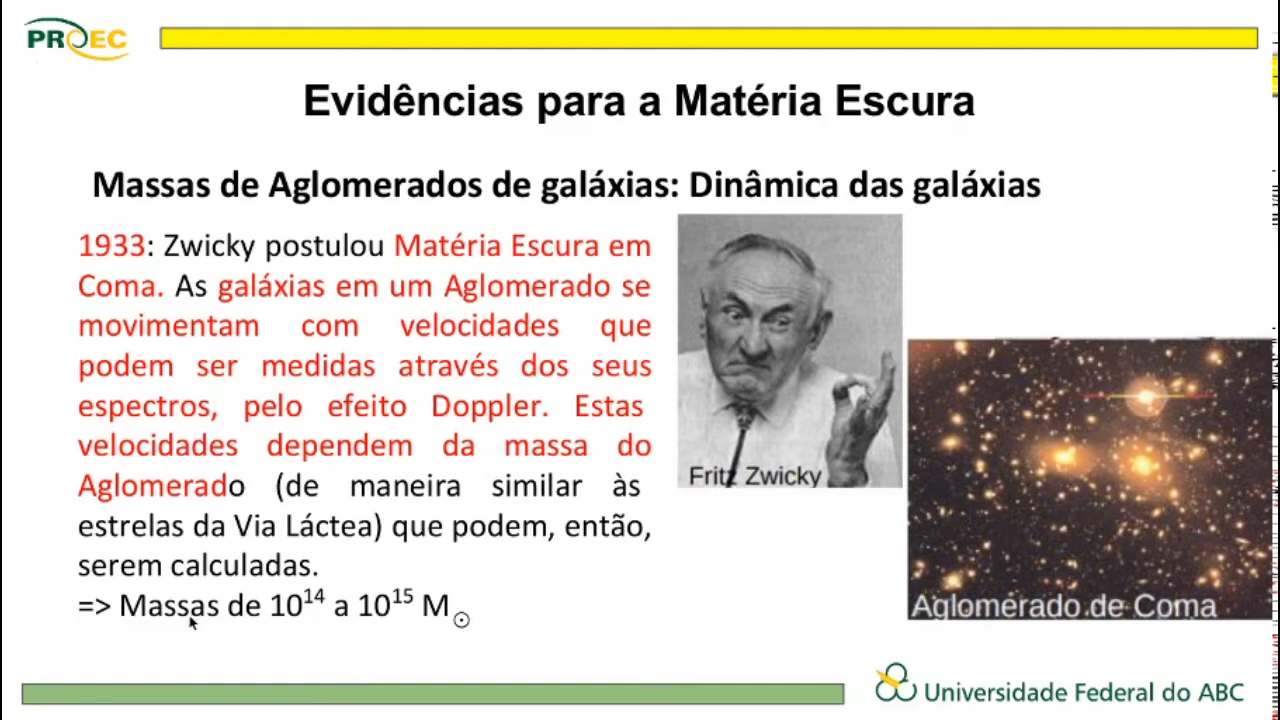 PROEC
Evidências para a Matéria Escura
Massas de Aglomerados de galáxias: Dinâmica das galáxias
1933: Zwicky postulou Matéria Escura em
Coma. As galáxias em um Aglomerado se
movimentam com velocidades que
podem ser medidas através dos seus
espectros, pelo efeito Doppler. Estas
velocidades dependem da massa do
Aglomerado (de maneira similar às
estrelas da Via Láctea) que podem, então,
serem calculadas.
=> Massas de 10¹⁴ a 10¹⁵ M☉
Fritz Zwicky
Aglomerado de Coma
Universidade Federal do ABC